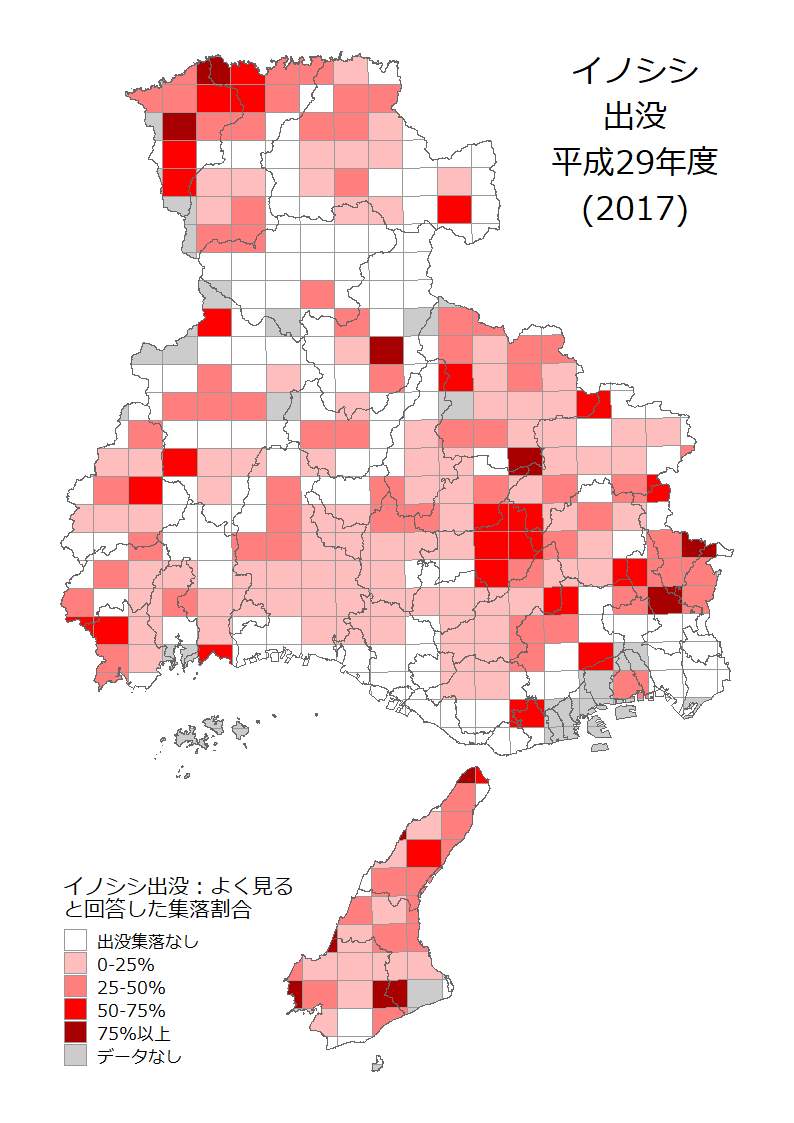 イノシシ
出没
平成29年度
(2017)
イノシシ出没：よく見る
と回答した集落割合
出没集落なし
0-25%
25-50%
50-75%
75%以上
データなし